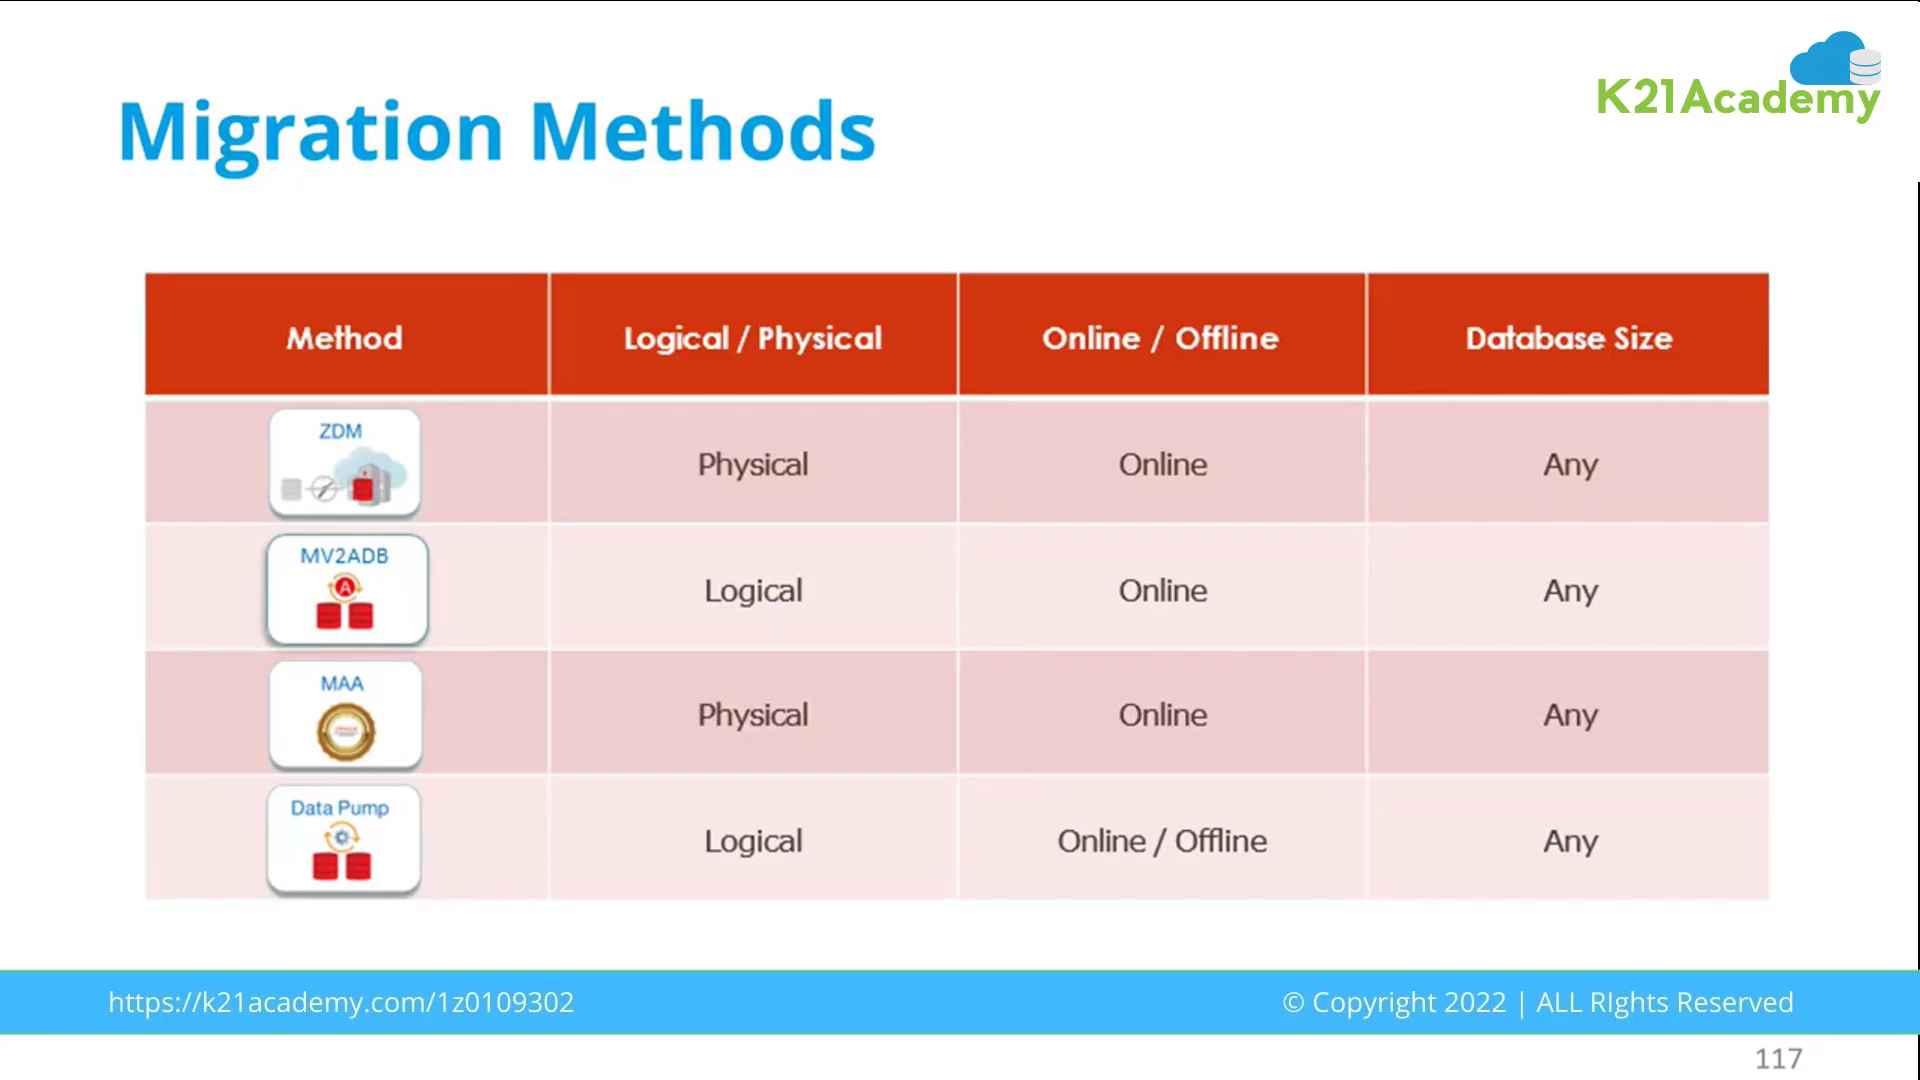 K21Academy
Migration Methods
Method Logical / Physical Online / Offline Database Size
ZDM Physical Online Any
MV2ADB Logical Online Any
A
MAA Physical Online Any
Data Pump Logical Online / Offline Any
https://k21academy.com/1z0109302 © Copyright 2022 | ALL RIghts Reserved
117